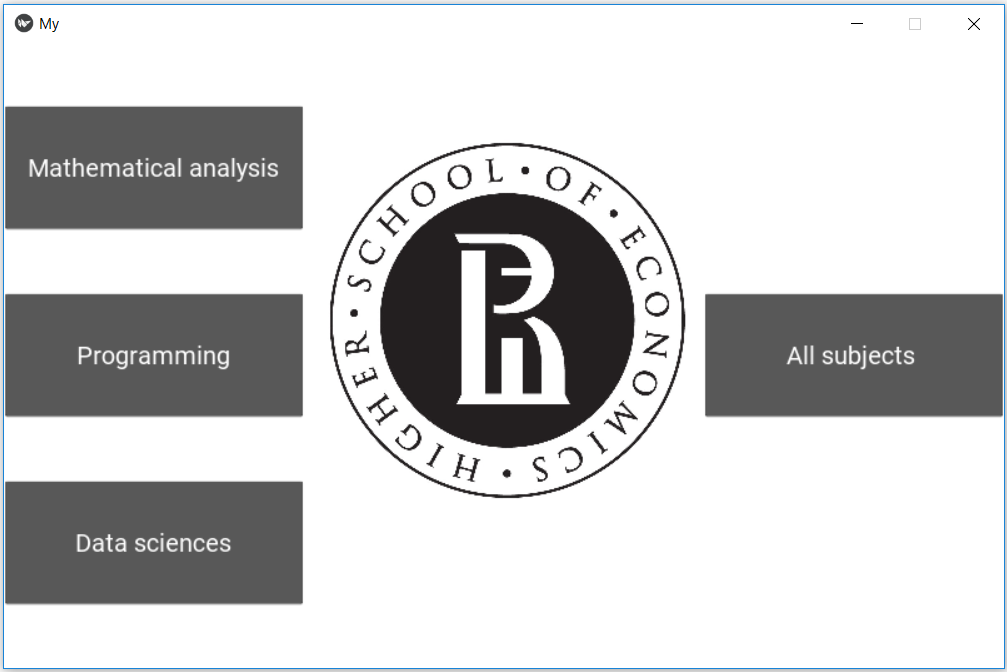 My
Mathematical analysis
HIGHER • SCHOOL • OF • ECONOMICS •
Programming
All subjects
Data sciences